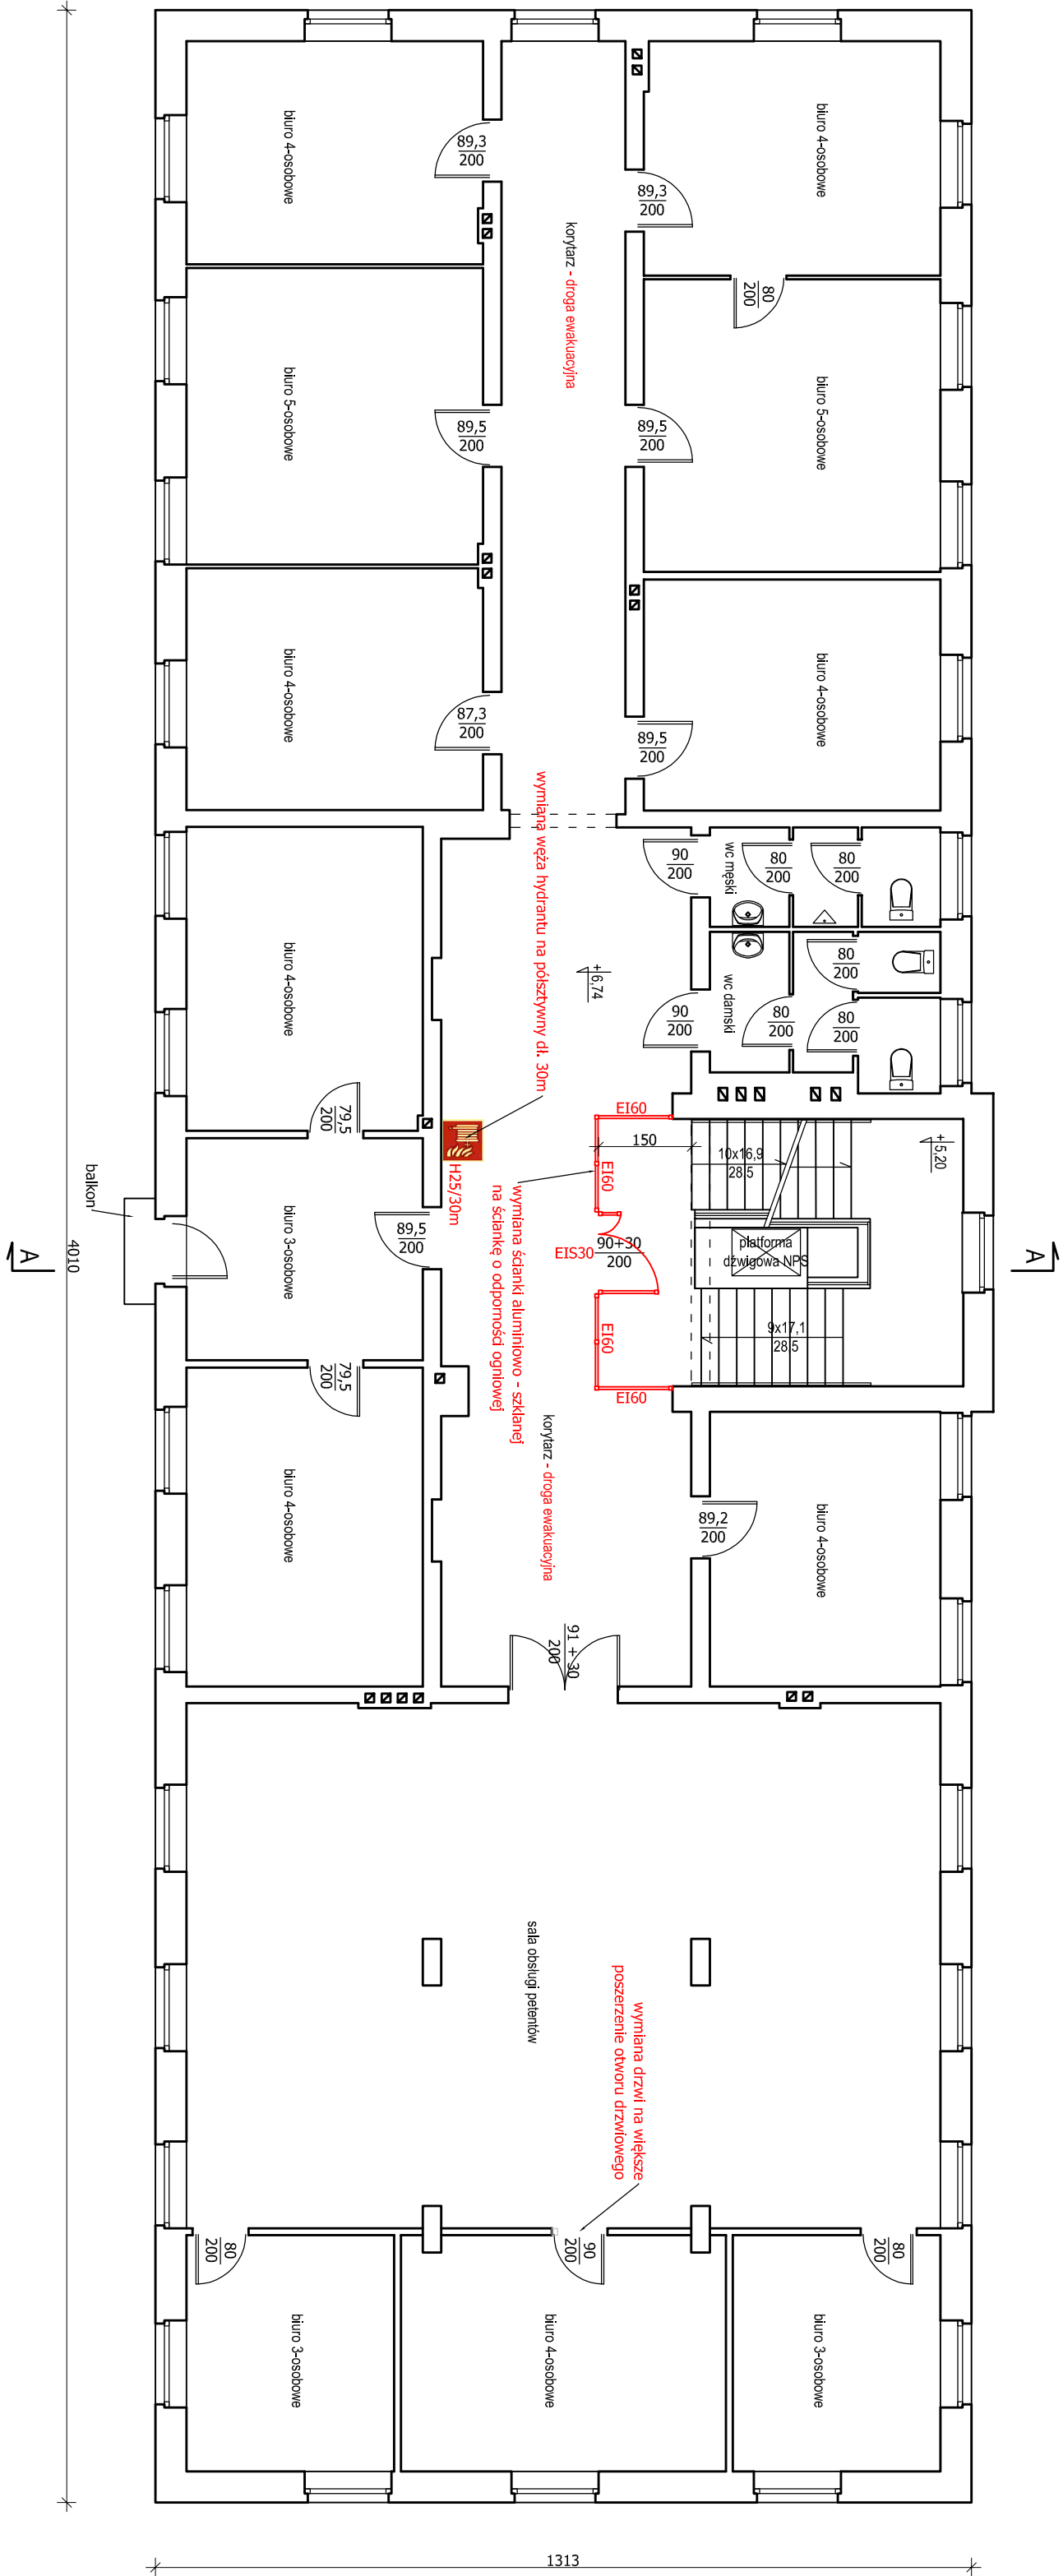 biuro 4-osobowe
89,3
200
89,3
200
biuro 4-osobowe
korytarz - droga ewakuacyjna
80
200
biuro 5-osobowe
89,5
200
89,5
200
biuro 5-osobowe
biuro 4-osobowe
87,3
200
89,5
200
biuro 4-osobowe
wymiana węża hydrantu na półsztywny dł. 30m
90
200
wc męski
80
200
80
200
biuro 4-osobowe
+6,74
90
200
wc damski
80
200
80
200
80
200
79,5
200
H25/30m
EI60
150
EI60
10x16,9
28,5
+5,20
wymiana ścianki aluminiowo - szklanej
na ściankę o odporności ogniowej
balkon
biuro 3-osobowe
89,5
200
EIS30
90+30
200
platforma
dźwigowa NPS
A
A
4010
EI60
EI60
9x17,1
28,5
79,5
200
biuro 4-osobowe
korytarz - droga ewakuacyjna
89,2
200
biuro 4-osobowe
91 + 30
200
sala obsługi petentów
wymiana drzwi na większe
poszerzenie otworu drzwiowego
80
200
90
200
80
200
biuro 3-osobowe
biuro 4-osobowe
biuro 3-osobowe
1313